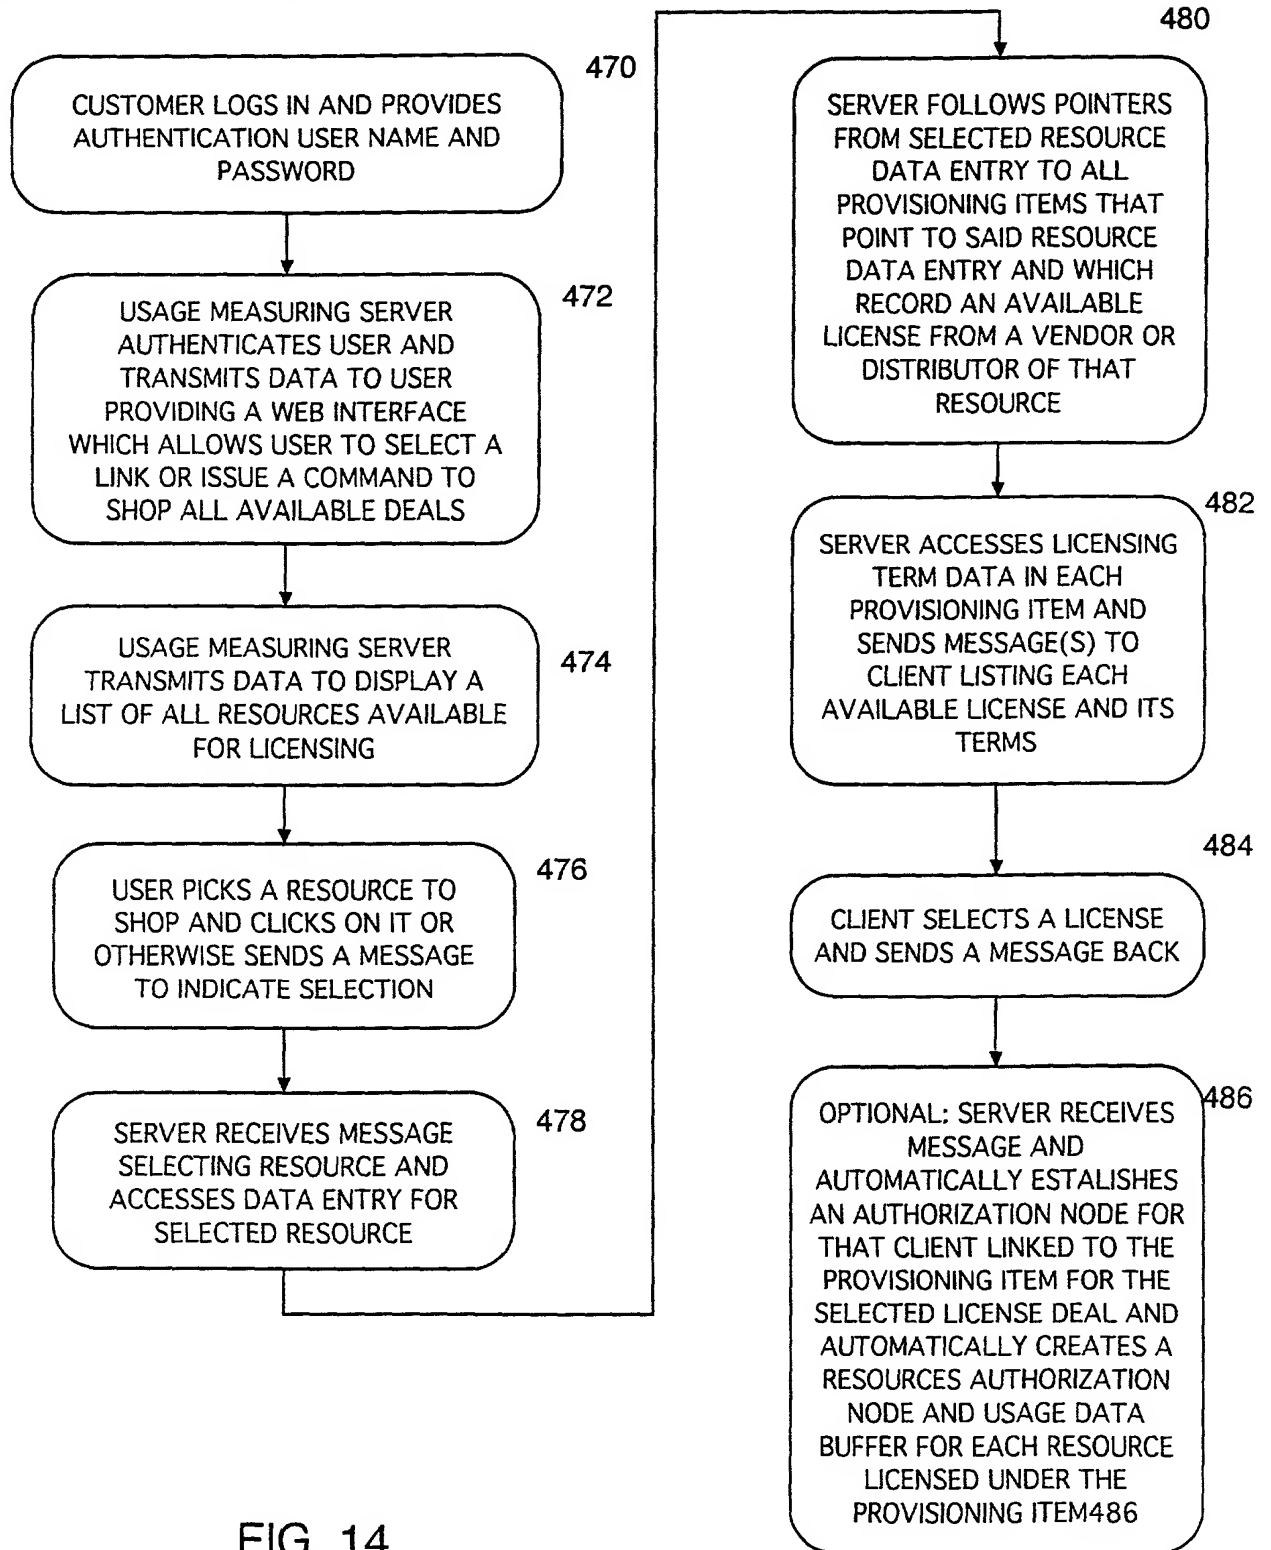 470
CUSTOMER LOGS IN AND PROVIDES
AUTHENTICATION USER NAME AND
PASSWORD
472
USAGE MEASURING SERVER
AUTHENTICATES USER AND
TRANSMITS DATA TO USER
PROVIDING A WEB INTERFACE
WHICH ALLOWS USER TO SELECT A
LINK OR ISSUE A COMMAND TO
SHOP ALL AVAILABLE DEALS
474
USAGE MEASURING SERVER
TRANSMITS DATA TO DISPLAY A
LIST OF ALL RESOURCES AVAILABLE
FOR LICENSING
476
USER PICKS A RESOURCE TO
SHOP AND CLICKS ON IT OR
OTHERWISE SENDS A MESSAGE
TO INDICATE SELECTION
478
SERVER RECEIVES MESSAGE
SELECTING RESOURCE AND
ACCESSES DATA ENTRY FOR
SELECTED RESOURCE
480
SERVER FOLLOWS POINTERS
FROM SELECTED RESOURCE
DATA ENTRY TO ALL
PROVISIONING ITEMS THAT
POINT TO SAID RESOURCE
DATA ENTRY AND WHICH
RECORD AN AVAILABLE
LICENSE FROM A VENDOR OR
DISTRIBUTOR OF THAT
RESOURCE
482
SERVER ACCESSES LICENSING
TERM DATA IN EACH
PROVISIONING ITEM AND
SENDS MESSAGE(S) TO
CLIENT LISTING EACH
AVAILABLE LICENSE AND ITS
TERMS
484
CLIENT SELECTS A LICENSE
AND SENDS A MESSAGE BACK
486
OPTIONAL: SERVER RECEIVES
MESSAGE AND
AUTOMATICALLY ESTALISHES
AN AUTHORIZATION NODE FOR
THAT CLIENT LINKED TO THE
PROVISIONING ITEM FOR THE
SELECTED LICENSE DEAL AND
AUTOMATICALLY CREATES A
RESOURCES AUTHORIZATION
NODE AND USAGE DATA
BUFFER FOR EACH RESOURCE
LICENSED UNDER THE
PROVISIONING ITEM486
FIG. 14